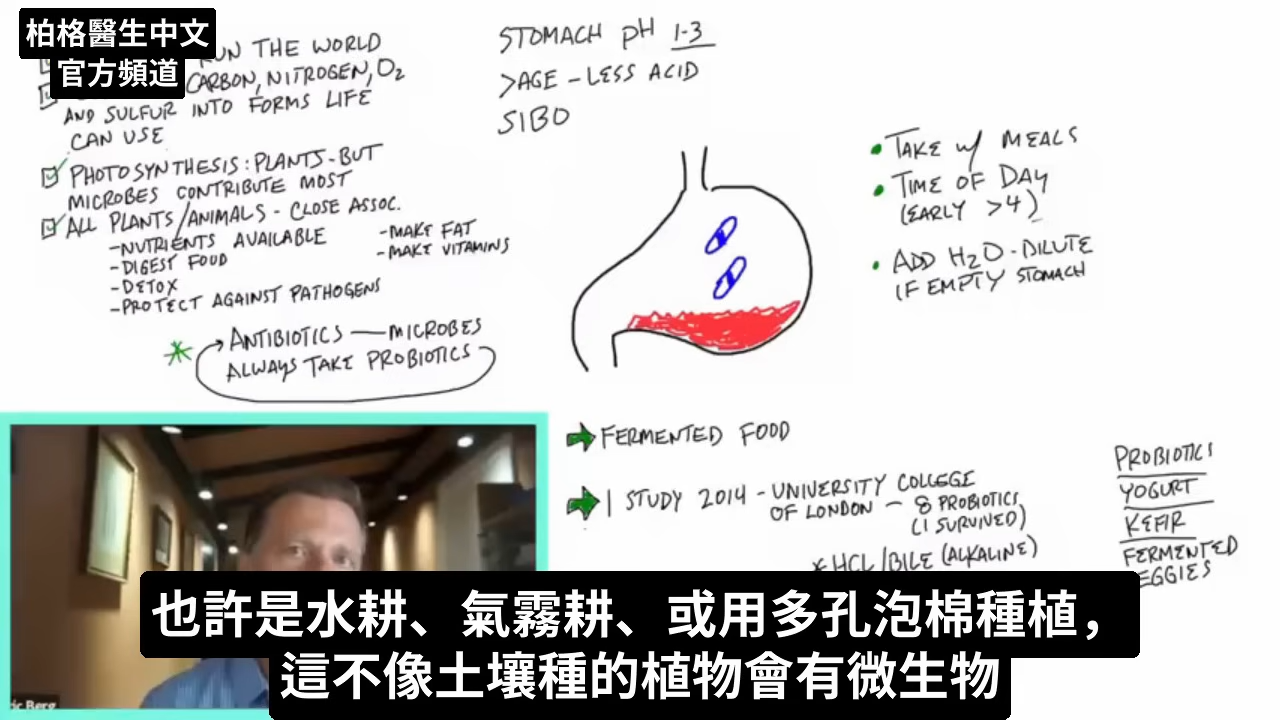 柏格醫生中文
官方頻道
RUN THE WORLD
CARBON, NITROGEN, O2
AND SULFUR INTO FORMS LIFE
CAN USE
PHOTOSYNTHESIS: PLANTS - BUT
MICROBES CONTRIBUTE MOST
ALL PLANTS/ANIMALS - CLOSE ASSOC.
- NUTRIENTS AVAILABLE
- DIGEST FOOD
- DETOX
- PROTECT AGAINST PATHOGENS
- MAKE FAT
- MAKE VITAMINS
* ANTIBIOTICS — MICROBES
ALWAYS TAKE PROBIOTICS
STOMACH pH 1-3
>AGE - LESS ACID
SIBO
• TAKE w/ MEALS
• TIME OF DAY
(EARLY >4)
• ADD H2O - DILUTE
IF EMPTY STOMACH
FERMENTED FOOD
1 STUDY 2014 - UNIVERSITY COLLEGE
OF LONDON - 8 PROBIOTICS
(1 SURVIVED)
* HCL/BILE (ALKALINE)
PROBIOTICS
YOGURT
KEFIR
FERMENTED
EGGIES
ic Berg
也許是水耕、氣霧耕、或用多孔泡棉種植，
這不像土壤種的植物會有微生物